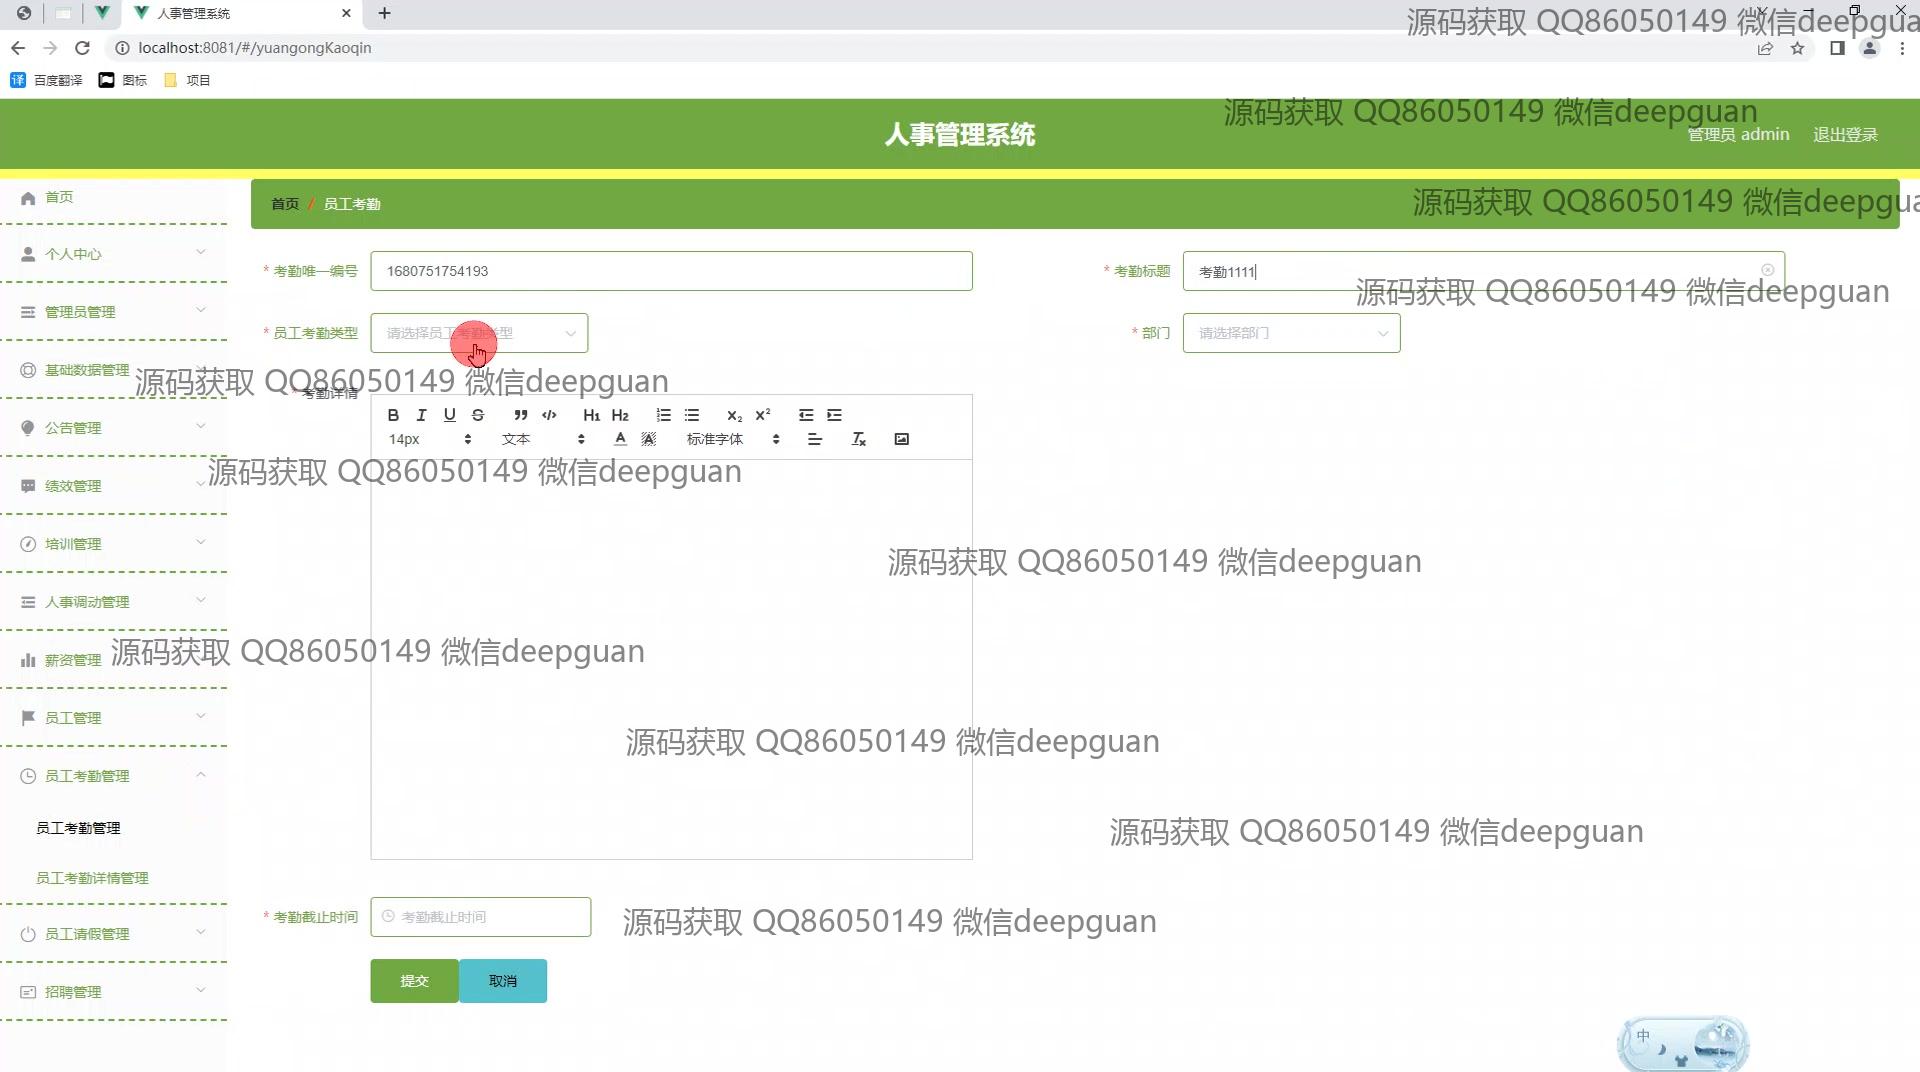 人事管理系统
localhost:8081/#/yuangongKaoqin
源码获取 QQ86050149 微信deepgua
译 百度翻译 图标 项目
人事管理系统
源码获取 QQ86050149 微信deepguan
管理员 admin 退出登录
首页
首页 / 员工考勤
源码获取 QQ86050149 微信deepgua
个人中心
* 考勤唯一编号 1680751754193
* 考勤标题 考勤1111
源码获取 QQ86050149 微信deepguan
管理员管理
* 员工考勤类型 请选择员工考勤类型
* 部门 请选择部门
基础数据管理
源码获取 QQ86050149 微信deepguan
* 考勤详情
B I U S ” </> H1 H2 X2 X2
14px 文本 A A 标准字体 Tx
公告管理
源码获取 QQ86050149 微信deepguan
绩效管理
培训管理
源码获取 QQ86050149 微信deepguan
人事调动管理
薪资管理
源码获取 QQ86050149 微信deepguan
员工管理
源码获取 QQ86050149 微信deepguan
员工考勤管理
员工考勤管理
源码获取 QQ86050149 微信deepguan
员工考勤详情管理
* 考勤截止时间 考勤截止时间
源码获取 QQ86050149 微信deepguan
员工请假管理
提交 取消
招聘管理
中